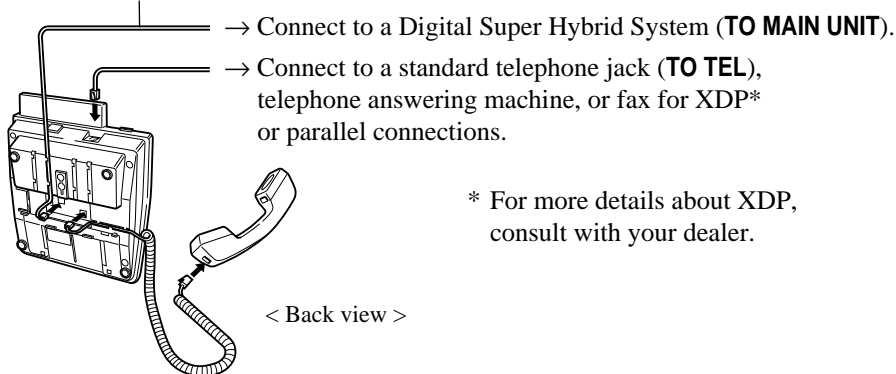 → Connect to a Digital Super Hybrid System (TO MAIN UNIT).
→ Connect to a standard telephone jack (TO TEL),
telephone answering machine, or fax for XDP*
or parallel connections.
* For more details about XDP,
consult with your dealer.
< Back view >